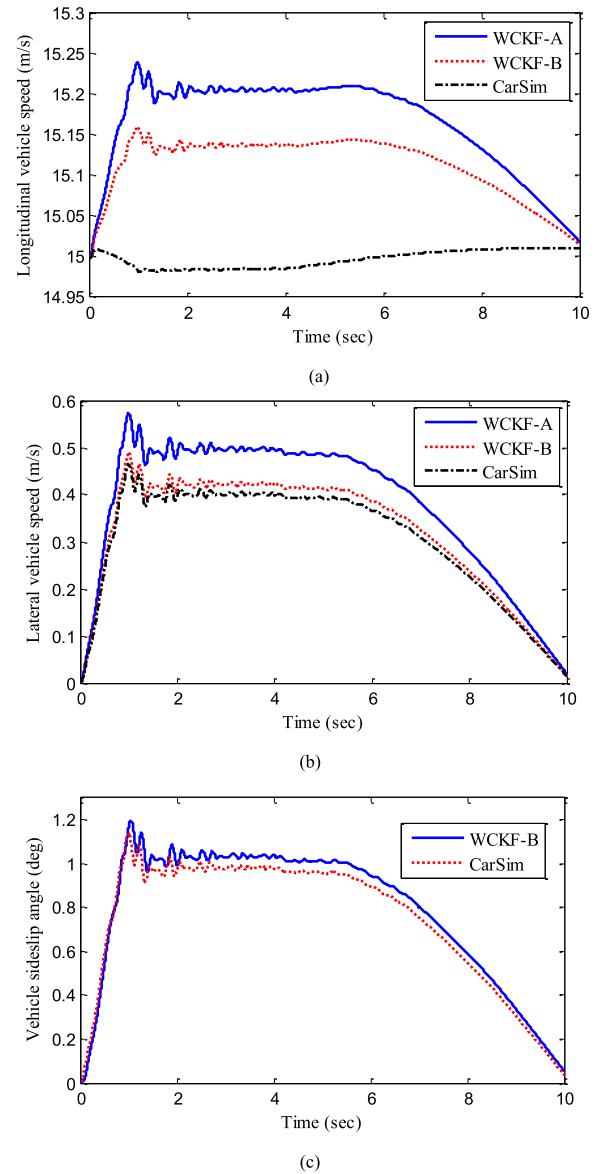 15.3
15.25
15.2
15.15
15.1
15.05
15
14.95
Longitudinal vehicle speed (m/s)
WCKF-A
WCKF-B
CarSim
0 2 4 6 8 10
Time (sec)
(a)
0.6
0.5
0.4
0.3
0.2
0.1
0
Lateral vehicle speed (m/s)
WCKF-A
WCKF-B
CarSim
0 2 4 6 8 10
Time (sec)
(b)
1.2
1
0.8
0.6
0.4
0.2
0
Vehicle sideslip angle (deg)
WCKF-B
CarSim
0 2 4 6 8 10
Time (sec)
(c)